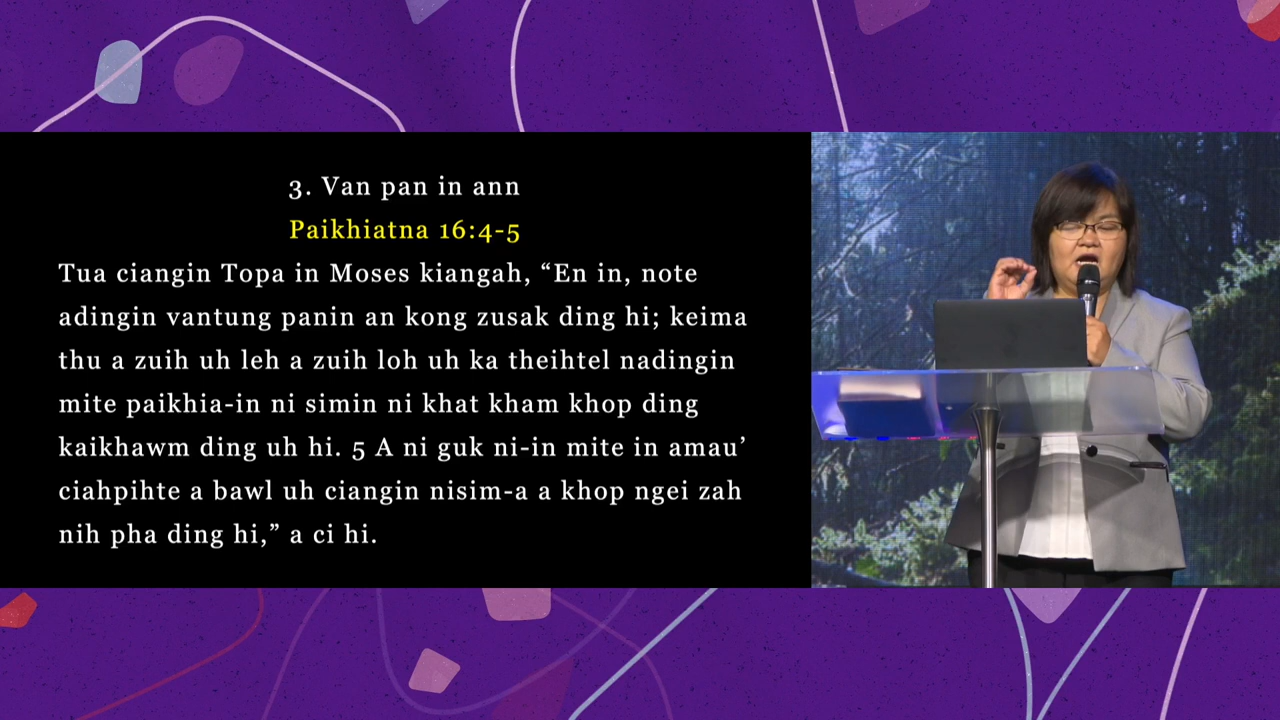 3. Van pan in ann
Paikhiatna 16:4-5
Tua ciangin Topa in Moses kiangah, “En in, note
adingin vantung panin an kong zusak ding hi; keima
thu a zuih uh leh a zuih loh uh ka theihtel nadingin
mite paikhia-in ni simin ni khat kham khop ding
kaikhawm ding uh hi. 5 A ni guk ni-in mite in amau’
ciahpihte a bawl uh ciangin nisim-a a khop ngei zah
nih pha ding hi,” a ci hi.